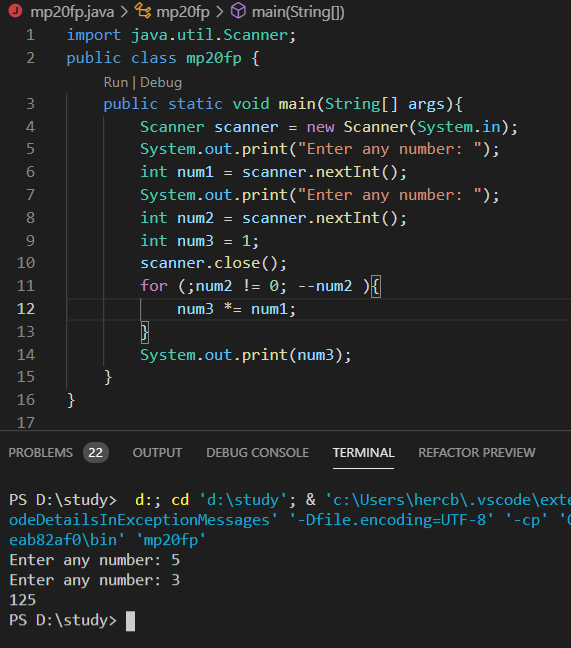 mp20fp.java > mp20fp > main(String[])
1 import java.util.Scanner;
2 public class mp20fp {
Run | Debug
3 public static void main(String[] args){
4 Scanner scanner = new Scanner(System.in);
5 System.out.print("Enter any number: ");
6 int num1 = scanner.nextInt();
7 System.out.print("Enter any number: ");
8 int num2 = scanner.nextInt();
9 int num3 = 1;
10 scanner.close();
11 for (;num2 != 0; --num2 ){
12 num3 *= num1;
13 }
14 System.out.print(num3);
15 }
16 }
17
PROBLEMS 22 OUTPUT DEBUG CONSOLE TERMINAL REFACTOR PREVIEW
PS D:\study> d:; cd 'd:\study'; & 'c:\Users\hercb\.vscode\exte
odeDetailsInExceptionMessages' '-Dfile.encoding=UTF-8' '-cp' 'C
eab82af0\bin' 'mp20fp'
Enter any number: 5
Enter any number: 3
125
PS D:\study>